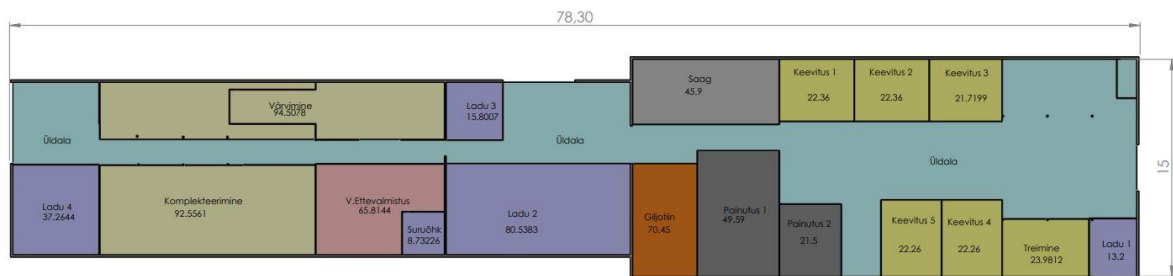 78,30
Saag
45.9
Keevitus 1
22.36
Keevitus 2
22.36
Keevitus 3
21.7199
Värvimine
94.5078
Ladu 3
15.8007
Üldala
Üldala
Üldala
15
Ladu 4
37.2644
Komplekteerimine
92.5561
V.Ettevalmistus
65.8144
Suruõhk
8.73226
Ladu 2
80.5383
Giljotiin
70.45
Painutus 1
49.59
Painutus 2
21.5
Keevitus 5
22.26
Keevitus 4
22.26
Treimine
23.9812
Ladu 1
13.2